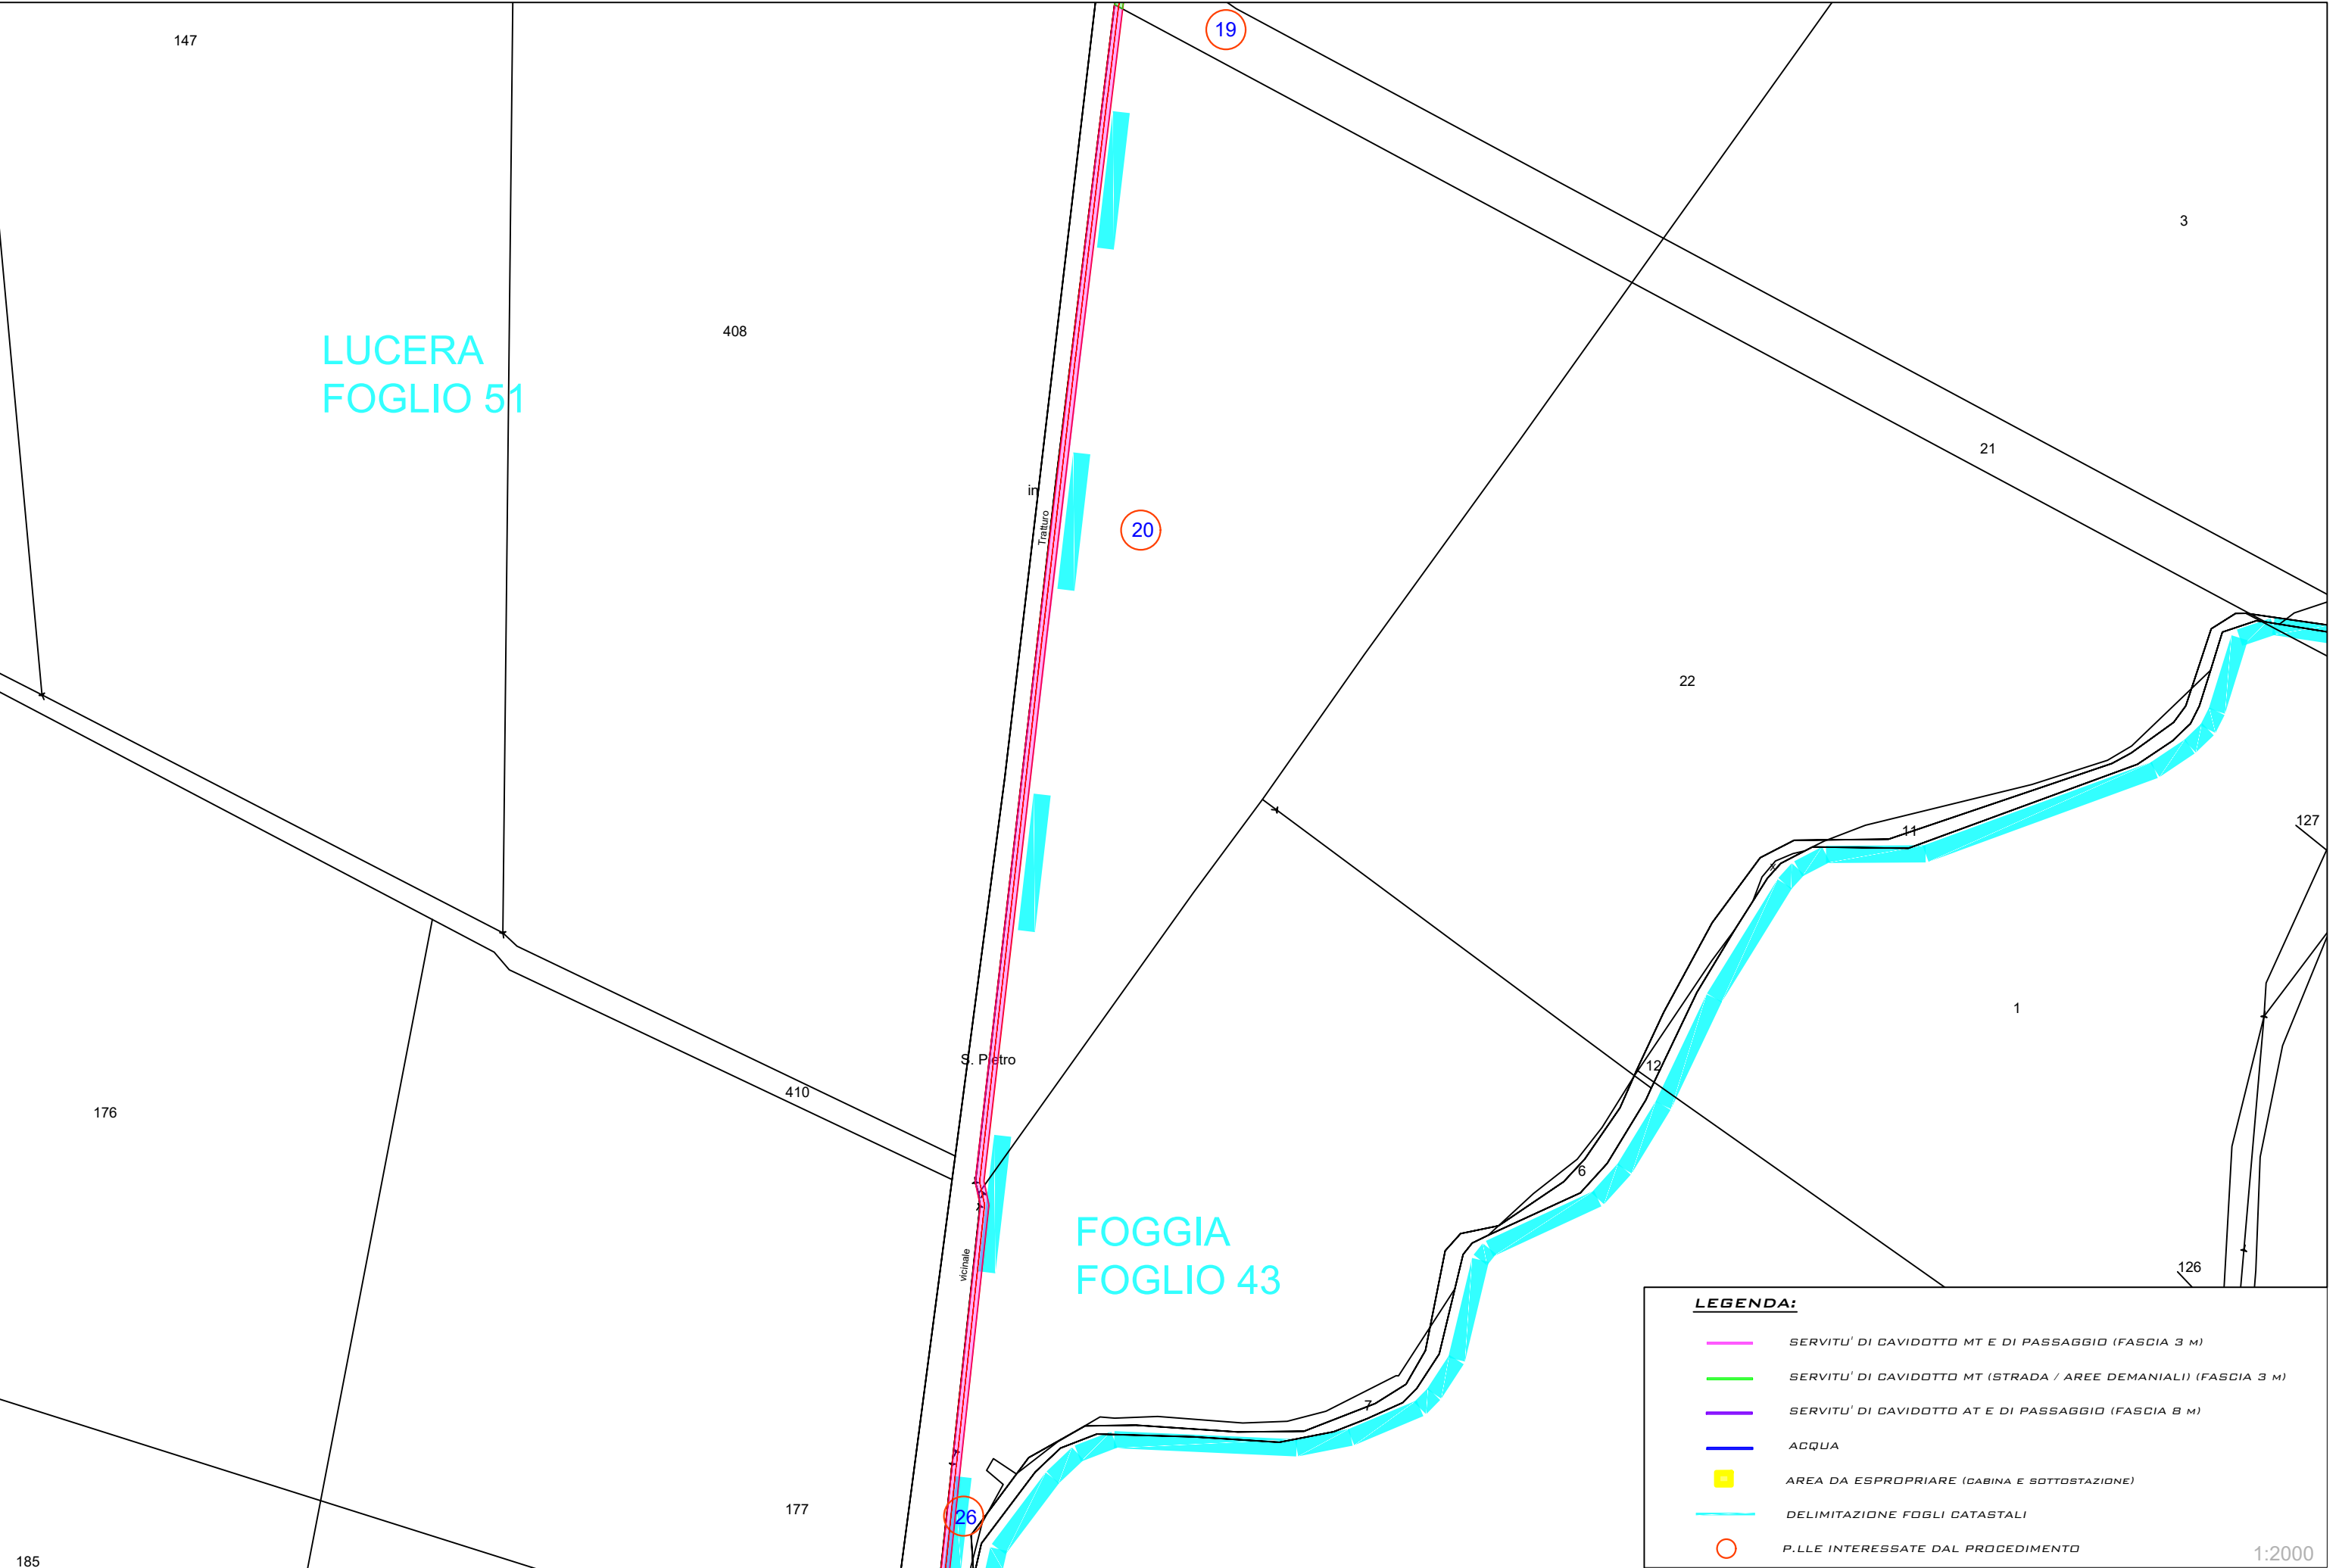 147
19
3
408
LUCERA
FOGLIO 51
21
in
Tratturo
20
22
11
127
x
1
S. Pietro
12
410
176
6
FOGGIA
FOGLIO 43
vicinale
126
7
26
177
185
LEGENDA:
SERVITU' DI CAVIDOTTO MT E DI PASSAGGIO (FASCIA 3 M)
SERVITU' DI CAVIDOTTO MT (STRADA / AREE DEMANIALI) (FASCIA 3 M)
SERVITU' DI CAVIDOTTO AT E DI PASSAGGIO (FASCIA 8 M)
ACQUA
AREA DA ESPROPRIARE (CABINA E SOTTOSTAZIONE)
DELIMITAZIONE FOGLI CATASTALI
P.LLE INTERESSATE DAL PROCEDIMENTO
1:2000